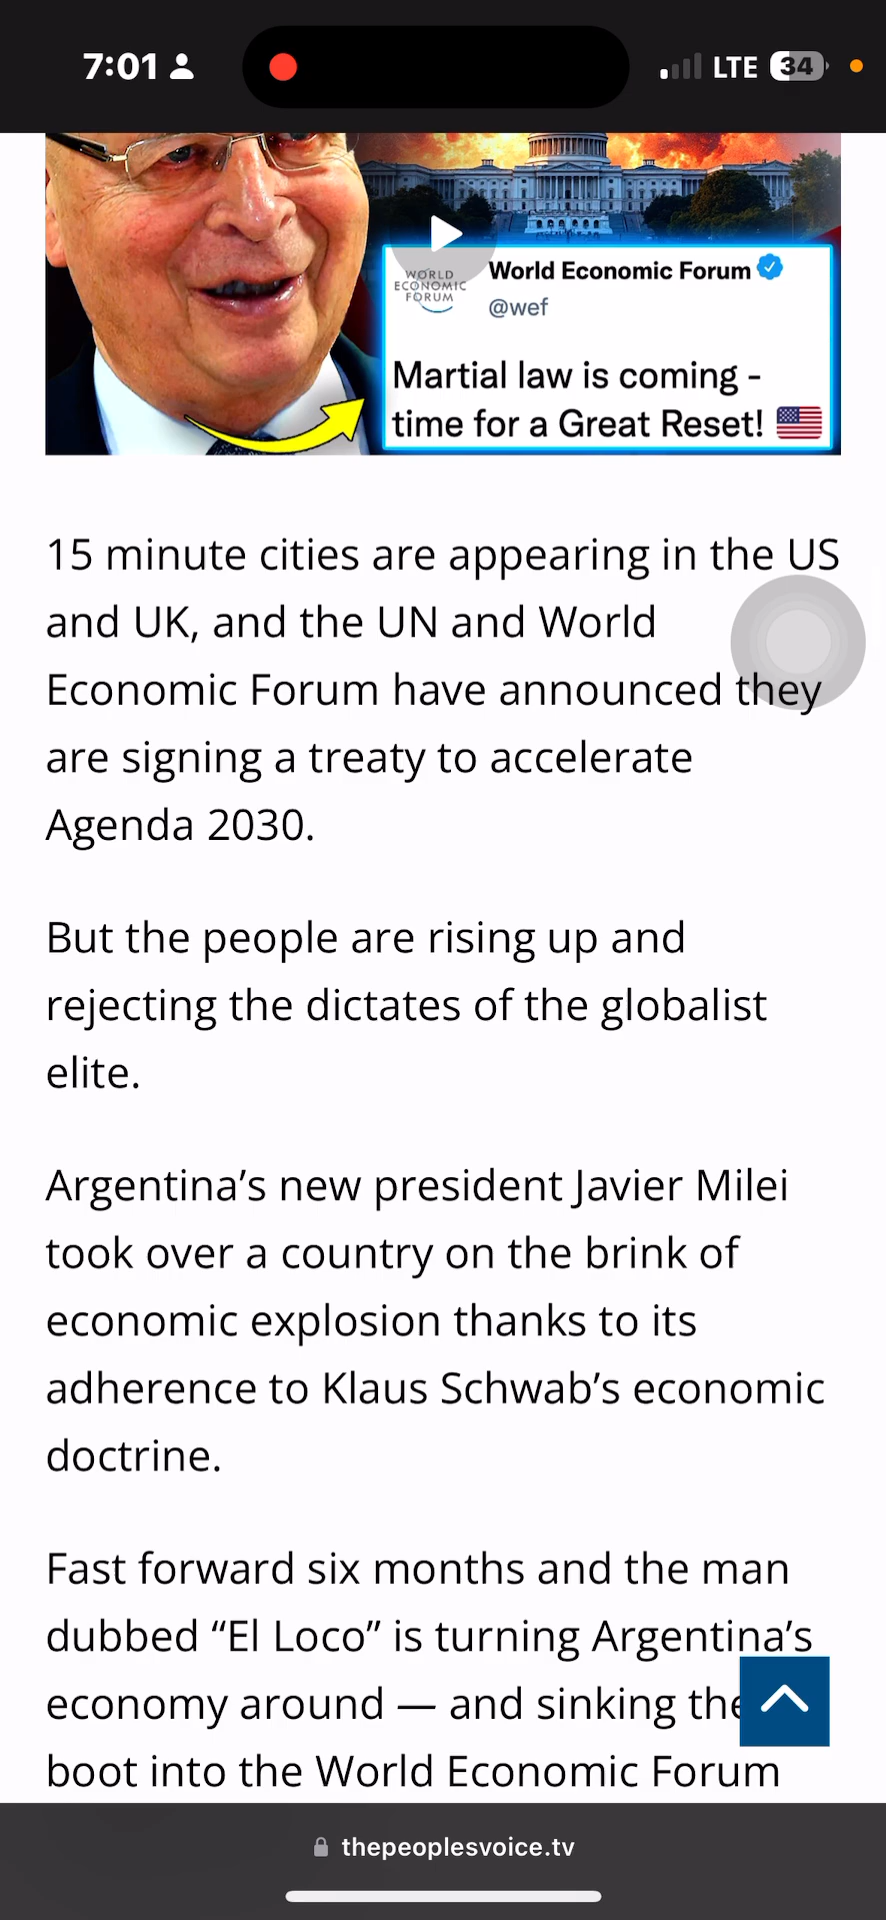 7:01
LTE 34
WORLD
ECONOMIC
FORUM
World Economic Forum
@wef
Martial law is coming -
time for a Great Reset!
15 minute cities are appearing in the US
and UK, and the UN and World
Economic Forum have announced they
are signing a treaty to accelerate
Agenda 2030.
But the people are rising up and
rejecting the dictates of the globalist
elite.
Argentina’s new president Javier Milei
took over a country on the brink of
economic explosion thanks to its
adherence to Klaus Schwab’s economic
doctrine.
Fast forward six months and the man
dubbed “El Loco” is turning Argentina’s
economy around — and sinking the
boot into the World Economic Forum
thepeoplesvoice.tv